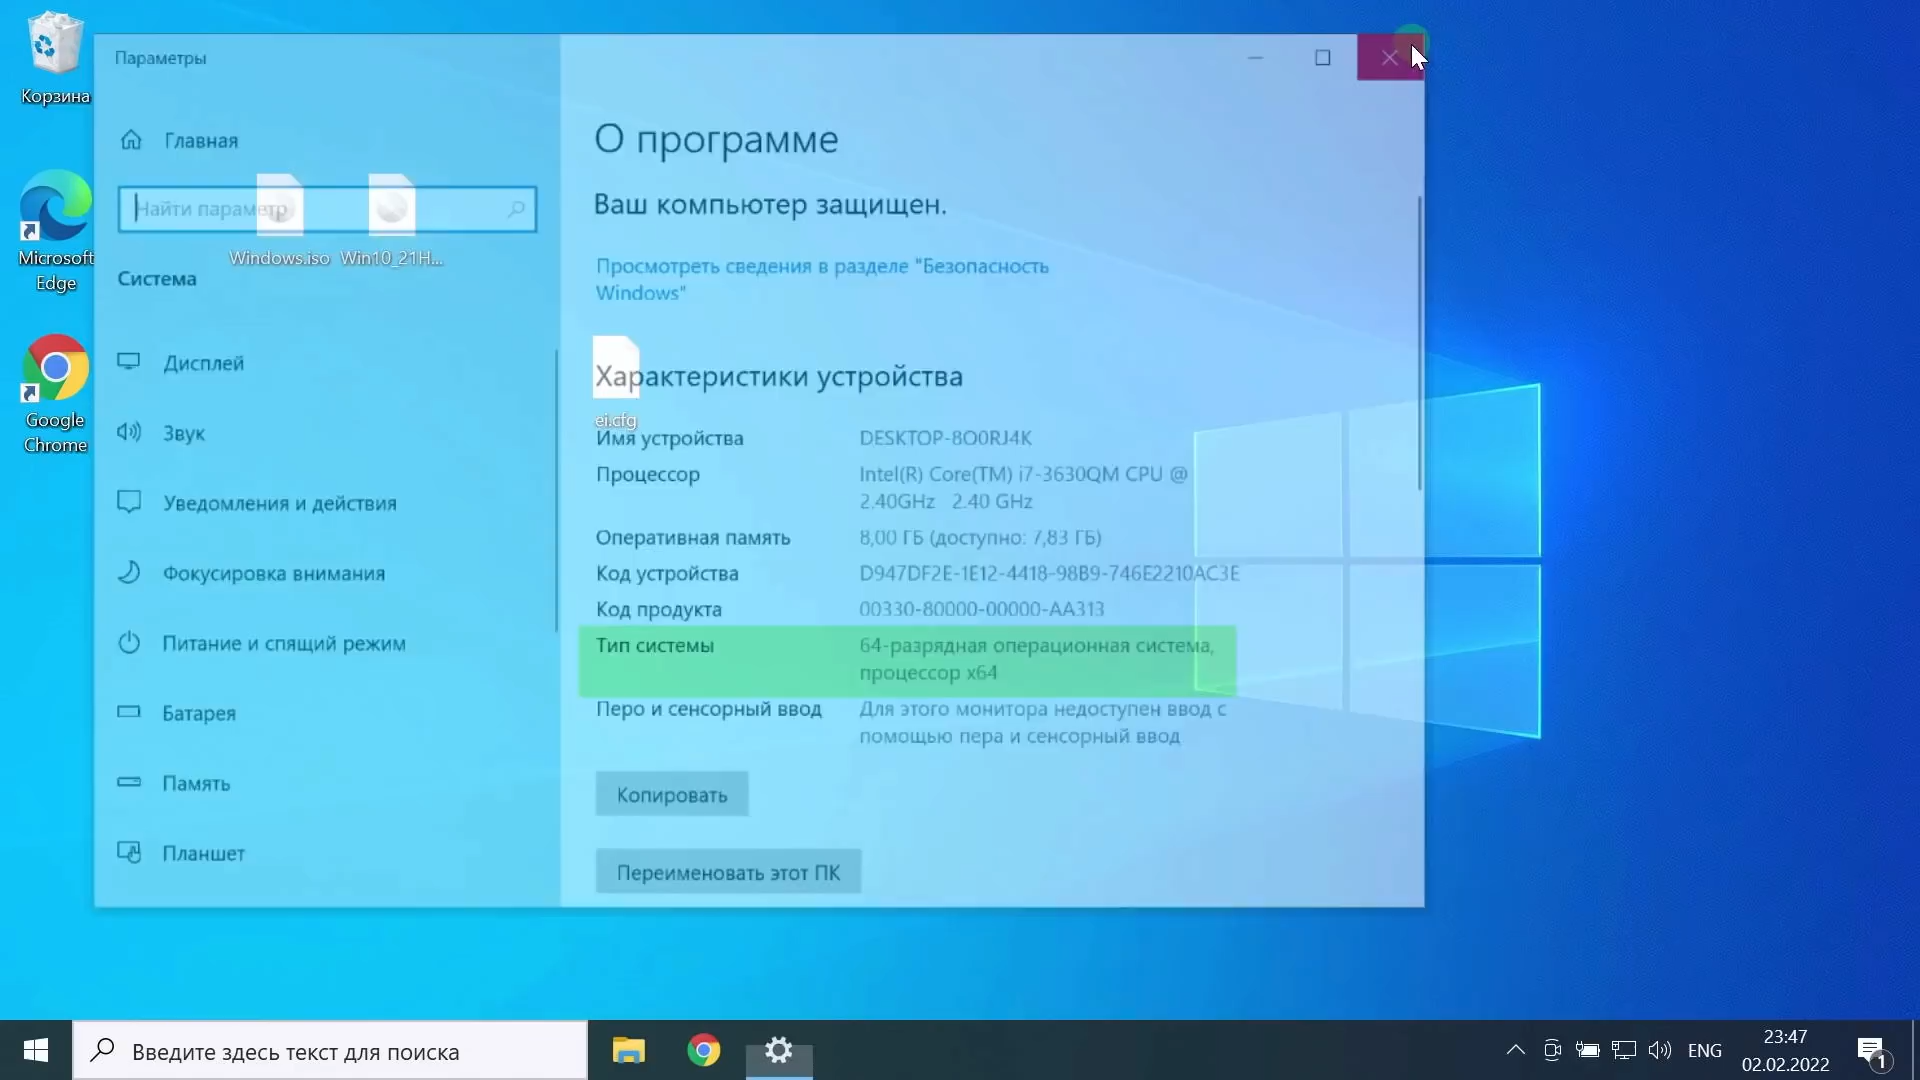 Корзина
Microsoft
Edge
Google
Chrome
Параметры
Главная
Найти параметр
Windows.iso
Win10_21H...
Система
Дисплей
Звук
Уведомления и действия
Фокусировка внимания
Питание и спящий режим
Батарея
Память
Планшет
О программе
Ваш компьютер защищен.
Просмотреть сведения в разделе "Безопасность
Windows"
Характеристики устройства
ei.cfg
Имя устройства DESKTOP-8O0RJ4K
Процессор Intel(R) Core(TM) i7-3630QM CPU @
2.40GHz 2.40 GHz
Оперативная память 8,00 ГБ (доступно: 7,83 ГБ)
Код устройства D947DF2E-1E12-4418-98B9-746E2210AC3E
Код продукта 00330-80000-00000-AA313
Тип системы 64-разрядная операционная система,
процессор x64
Перо и сенсорный ввод Для этого монитора недоступен ввод с
помощью пера и сенсорный ввод
Копировать
Переименовать этот ПК
Введите здесь текст для поиска
ENG
23:47
02.02.2022
1